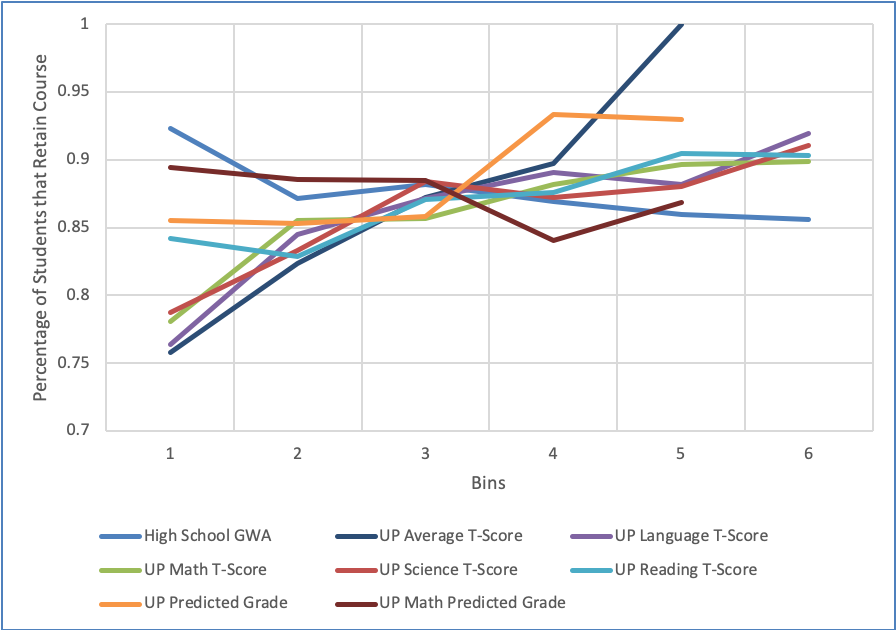 Percentage of Students that Retain Course
1
0.95
0.9
0.85
0.8
0.75
0.7
1 2 3 4 5 6
Bins
High School GWA UP Average T-Score UP Language T-Score
UP Math T-Score UP Science T-Score UP Reading T-Score
UP Predicted Grade UP Math Predicted Grade